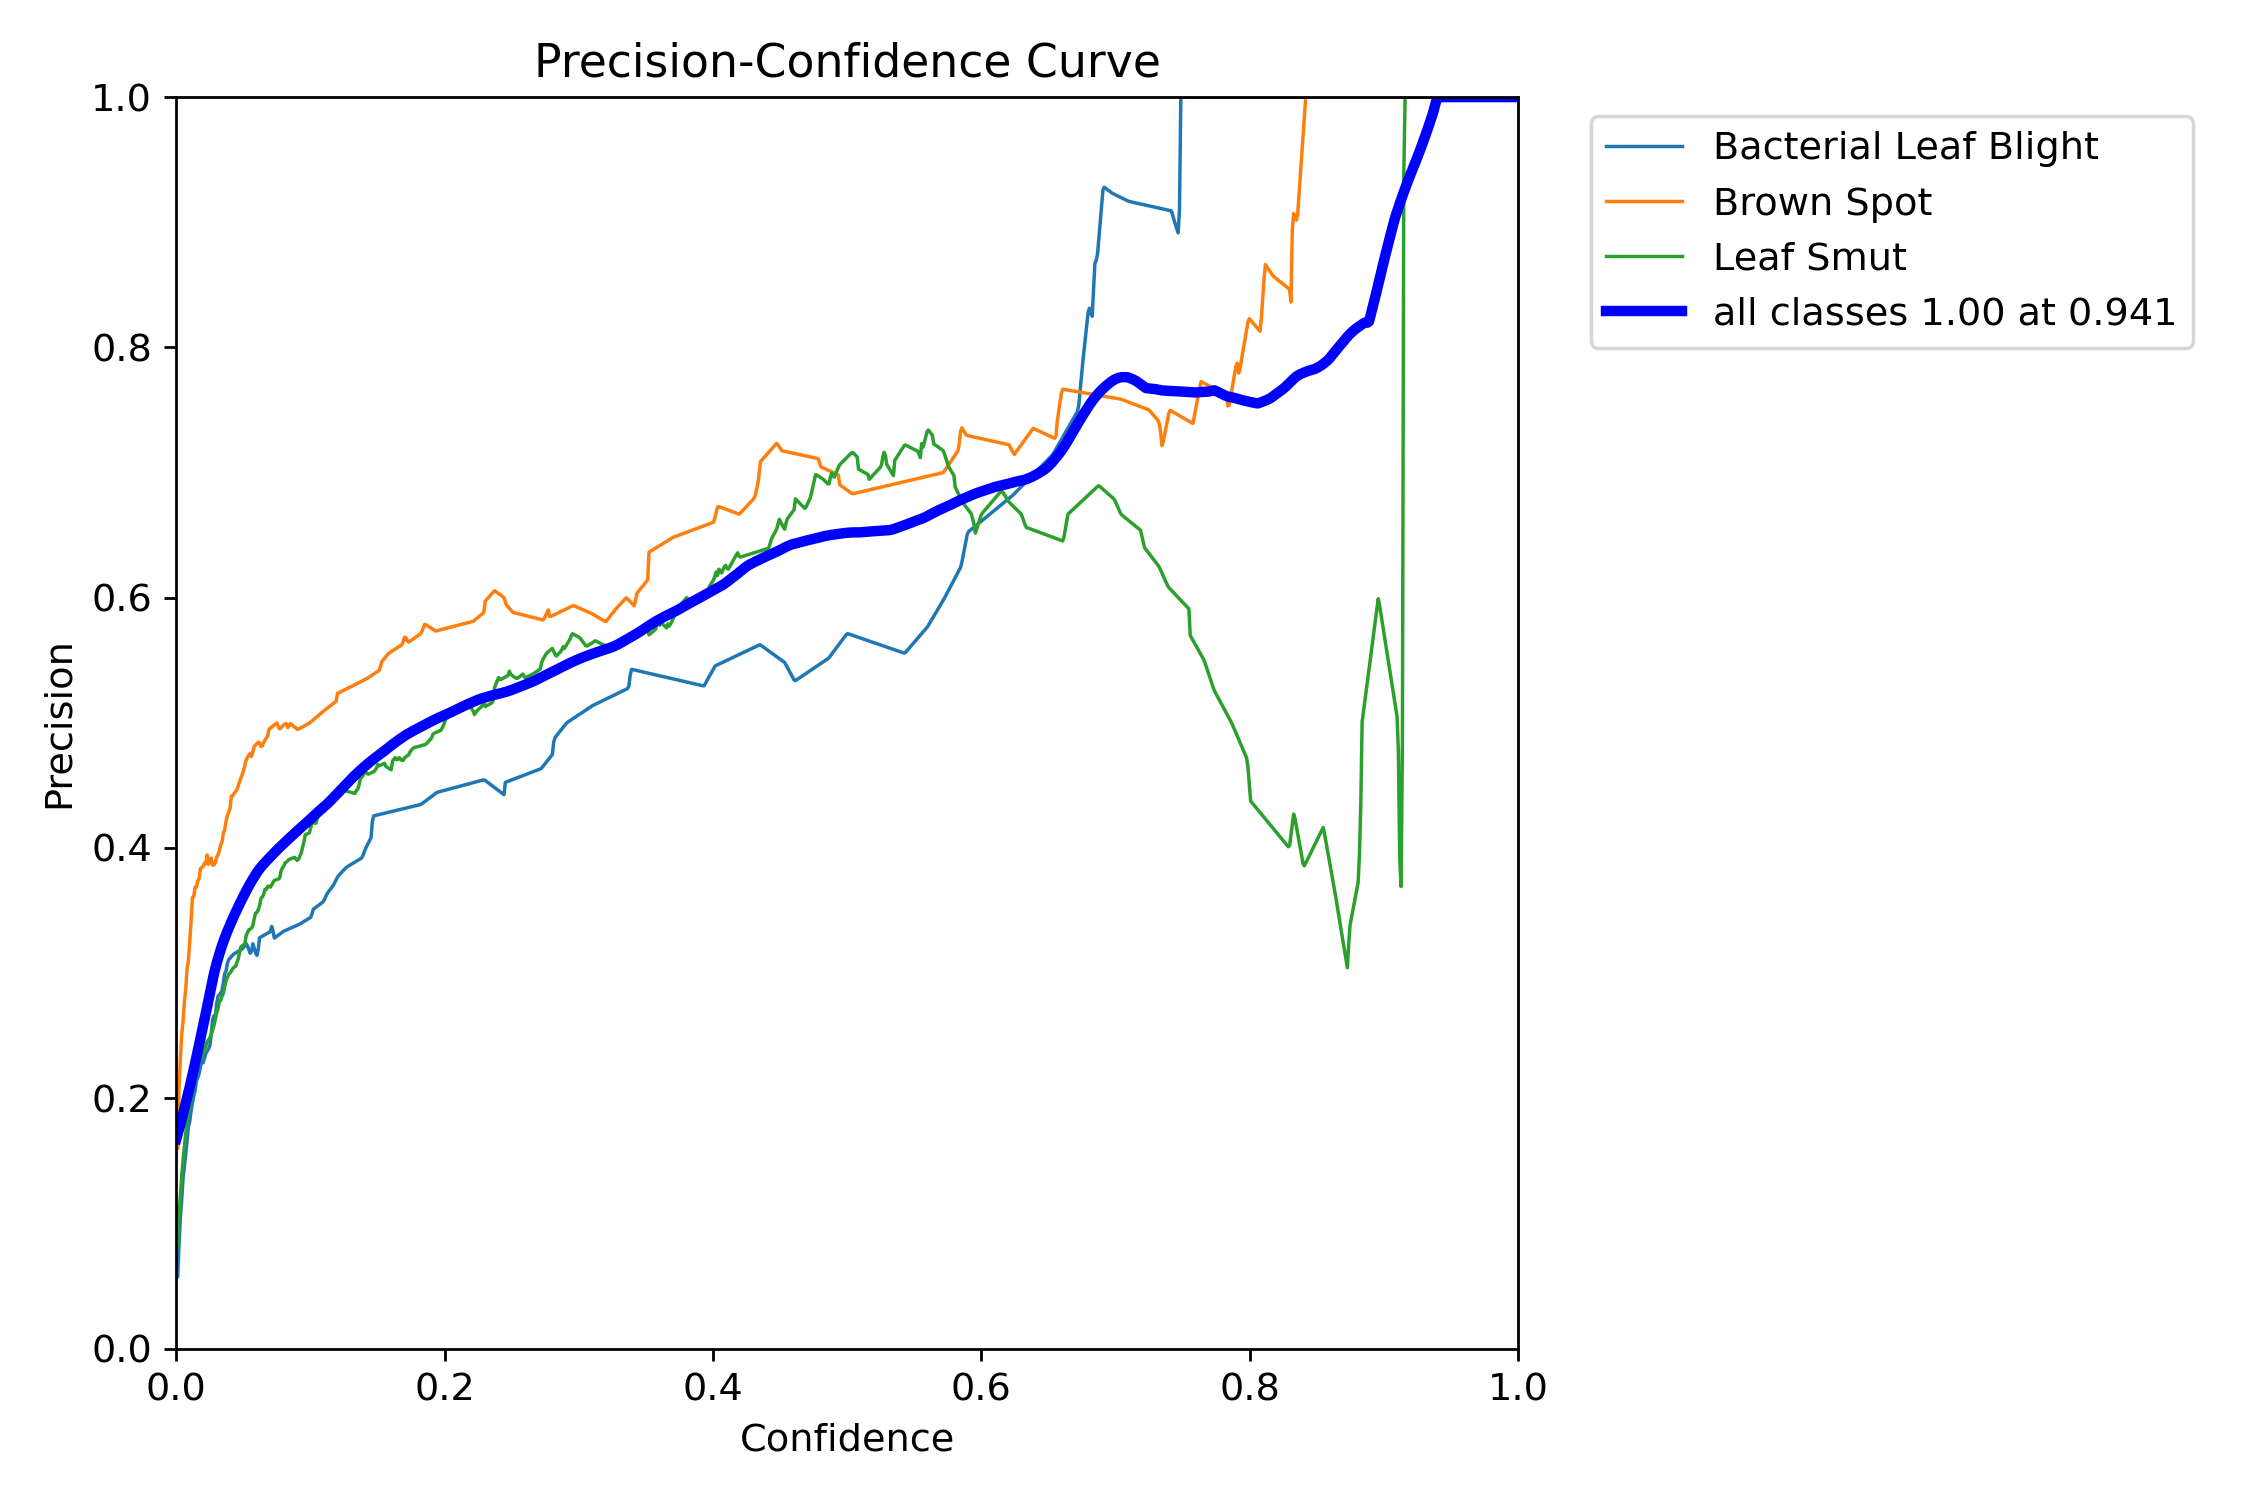 Precision-Confidence Curve
1.0
0.8
0.6
0.4
0.2
0.0
Precision
0.0 0.2 0.4 0.6 0.8 1.0
Confidence
Bacterial Leaf Blight
Brown Spot
Leaf Smut
all classes 1.00 at 0.941